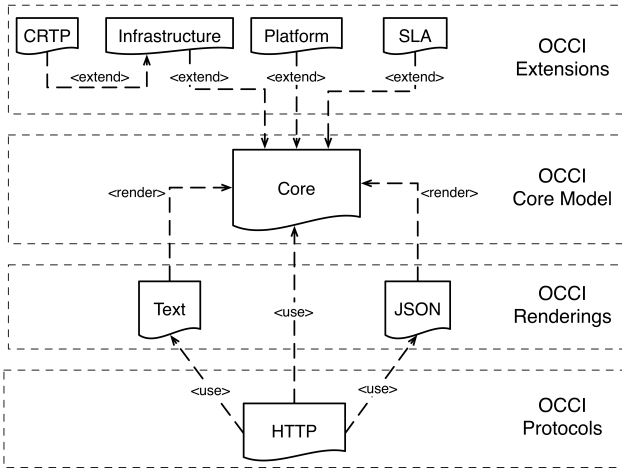 CRTP
Infrastructure
Platform
SLA
OCCI
Extensions
<extend>
<extend>
<extend>
<extend>
Core
OCCI
Core Model
<render>
<render>
Text
JSON
OCCI
Renderings
<use>
<use>
<use>
HTTP
OCCI
Protocols